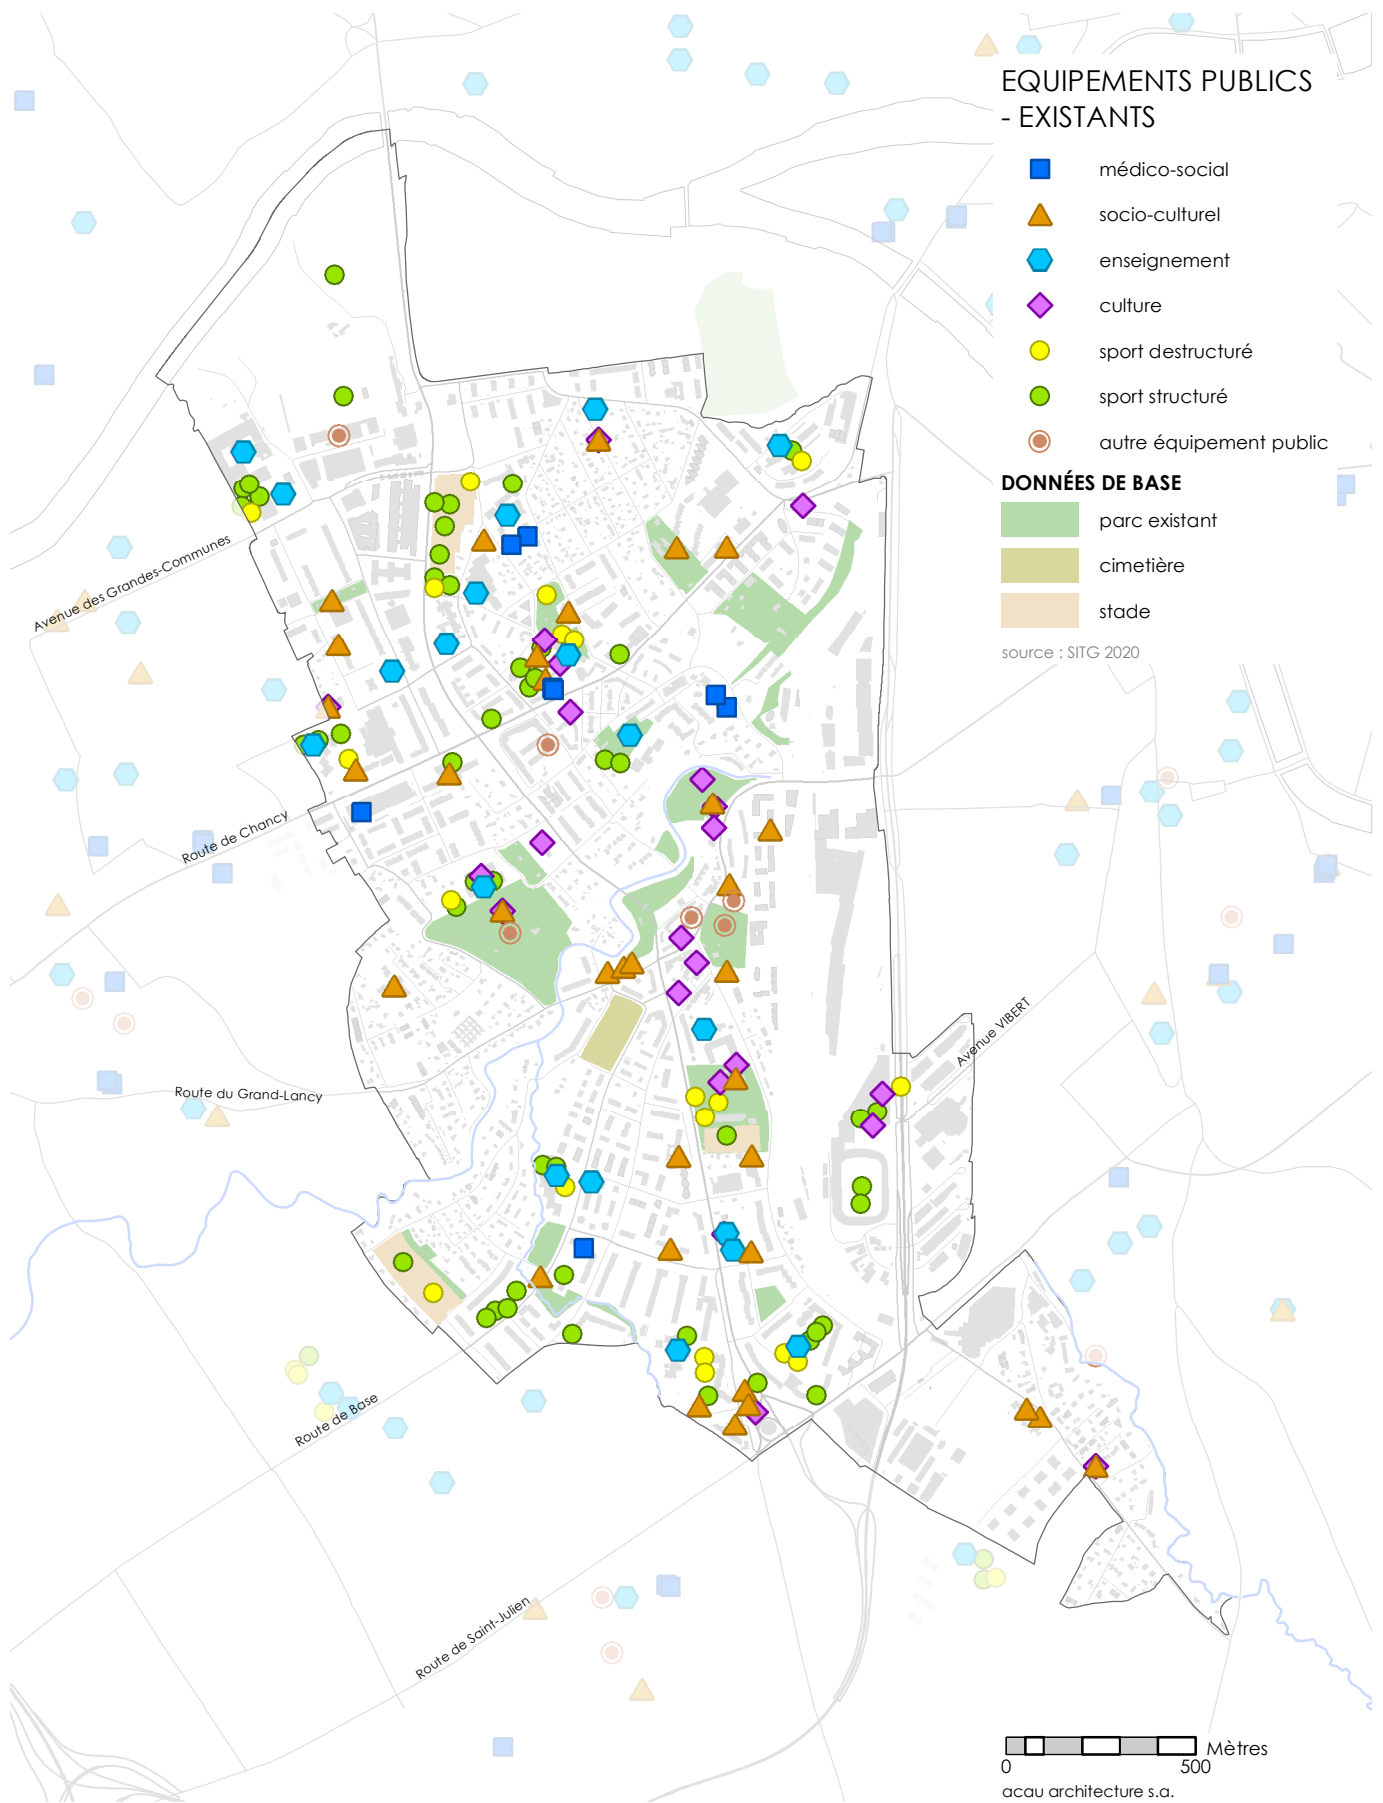 EQUIPEMENTS PUBLICS
- EXISTANTS
médico-social
socio-culturel
enseignement
culture
sport destructuré
sport structuré
autre équipement public
DONNÉES DE BASE
parc existant
cimetière
stade
source : SITG 2020
Avenue des Grandes-Communes
Route de Chancy
Avenue VIBERT
Route du Grand-Lancy
Route de Base
Route de Saint-Julien
Mètres
0 500
acau architecture s.a.